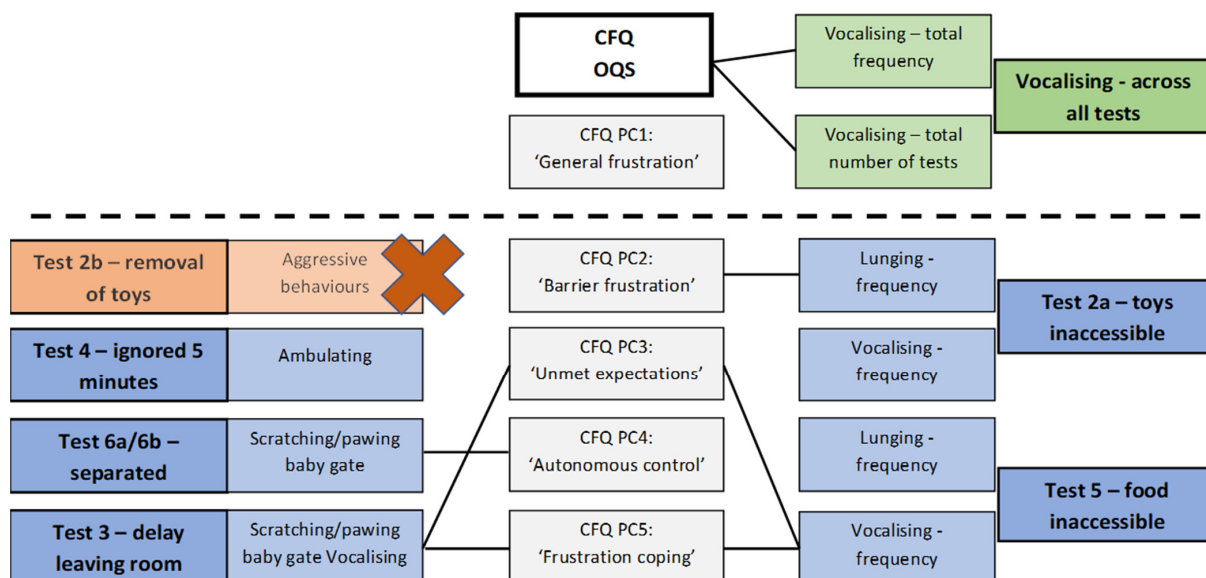 CFQ
OQS
Vocalising – total
frequency
Vocalising - across
all tests
CFQ PC1:
‘General frustration’
Vocalising – total
number of tests
Test 2b – removal
of toys
Aggressive
behaviours
CFQ PC2:
‘Barrier frustration’
Lunging -
frequency
Test 2a – toys
inaccessible
Test 4 – ignored 5
minutes
Ambulating
CFQ PC3:
‘Unmet expectations’
Vocalising -
frequency
Test 6a/6b –
separated
Scratching/pawing
baby gate
CFQ PC4:
‘Autonomous control’
Lunging -
frequency
Test 5 – food
inaccessible
Test 3 – delay
leaving room
Scratching/pawing
baby gate Vocalising
CFQ PC5:
‘Frustration coping’
Vocalising -
frequency